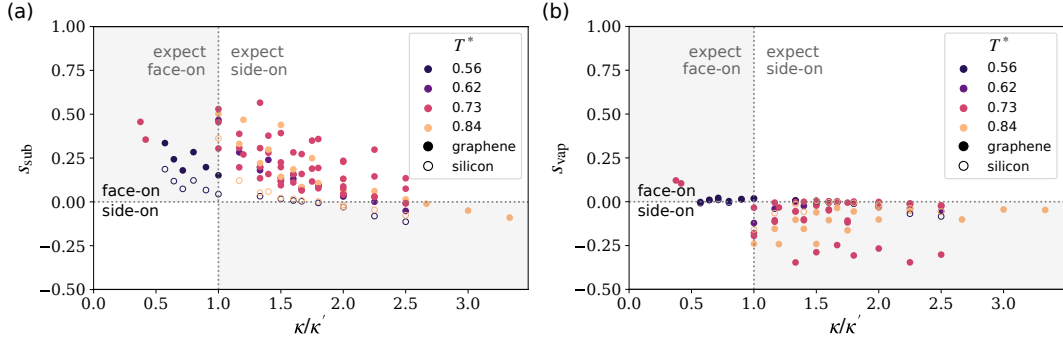 (a)
1.00
0.75
0.50
0.25
0.00
−0.25
−0.50
s_sub
expect
face-on
expect
side-on
face-on
side-on
T*
0.56
0.62
0.73
0.84
graphene
silicon
0.0
0.5
1.0
1.5
2.0
2.5
3.0
κ/κ′
(b)
1.00
0.75
0.50
0.25
0.00
−0.25
−0.50
s_vap
expect
face-on
expect
side-on
face-on
side-on
T*
0.56
0.62
0.73
0.84
graphene
silicon
0.0
0.5
1.0
1.5
2.0
2.5
3.0
κ/κ′